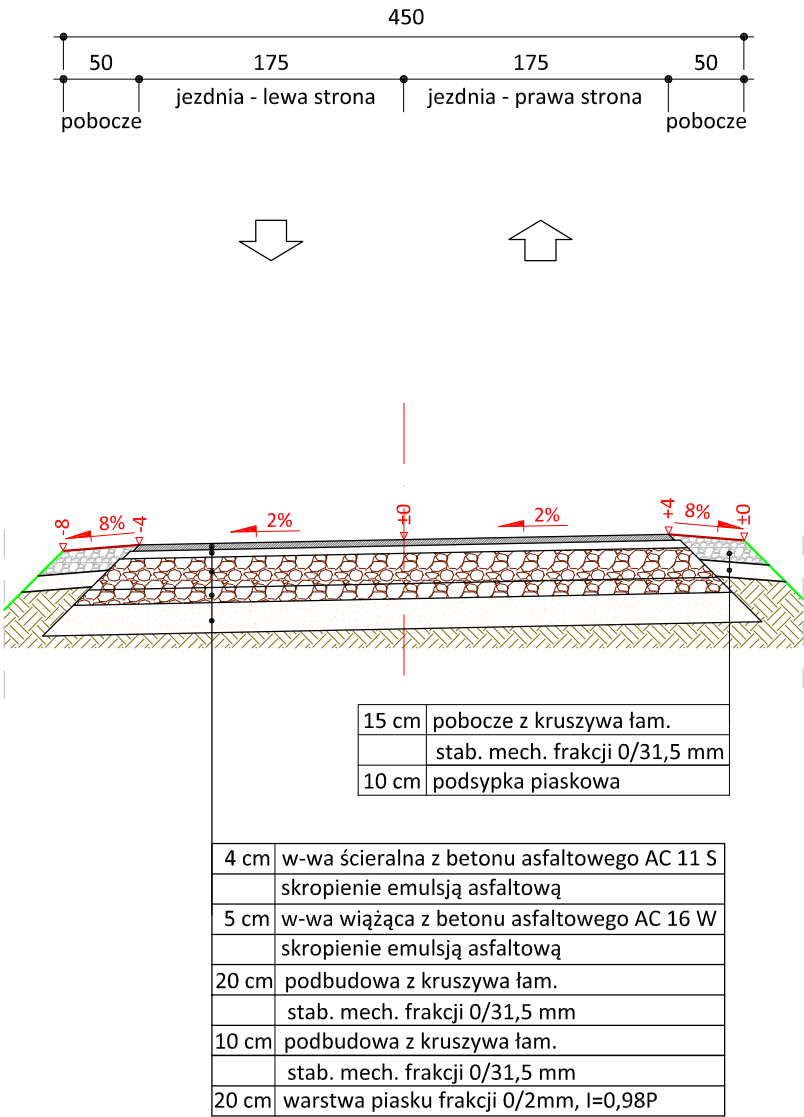 450
50 175 175 50
jezdnia - lewa strona jezdnia - prawa strona
pobocze pobocze
-8 8% -4 2% ±0 2% +4 8% ±0
15 cm pobocze z kruszywa łam.
stab. mech. frakcji 0/31,5 mm
10 cm podsypka piaskowa
4 cm w-wa ścieralna z betonu asfaltowego AC 11 S
skropienie emulsją asfaltową
5 cm w-wa wiążąca z betonu asfaltowego AC 16 W
skropienie emulsją asfaltową
20 cm podbudowa z kruszywa łam.
stab. mech. frakcji 0/31,5 mm
10 cm podbudowa z kruszywa łam.
stab. mech. frakcji 0/31,5 mm
20 cm warstwa piasku frakcji 0/2mm, I=0,98P